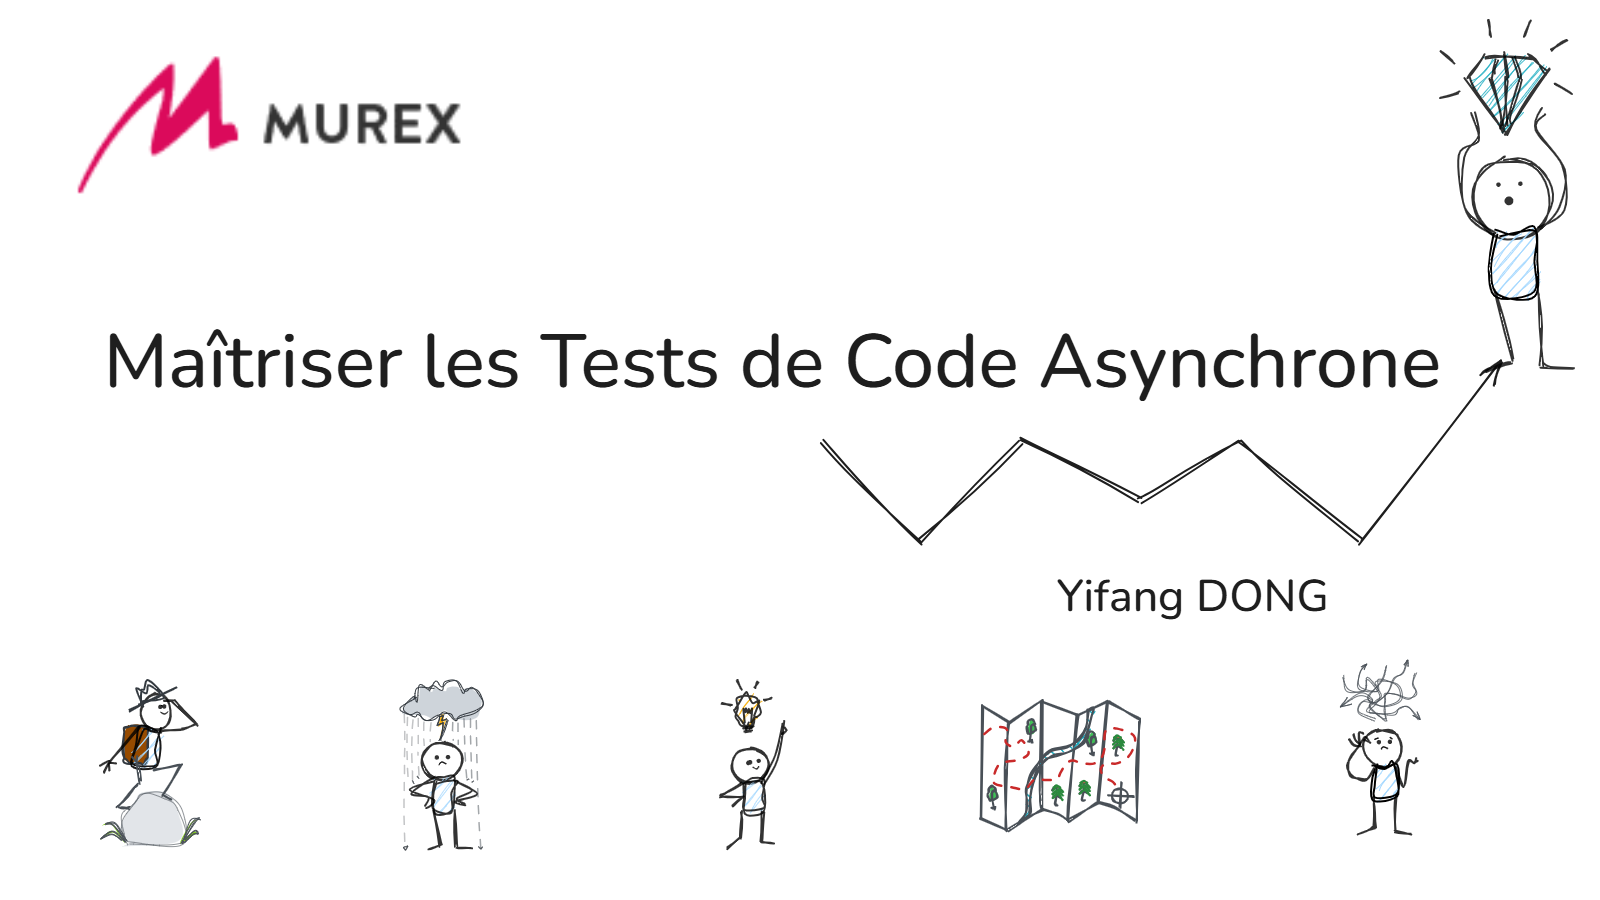 MUREX
Maîtriser les Tests de Code Asynchrone
Yifang DONG